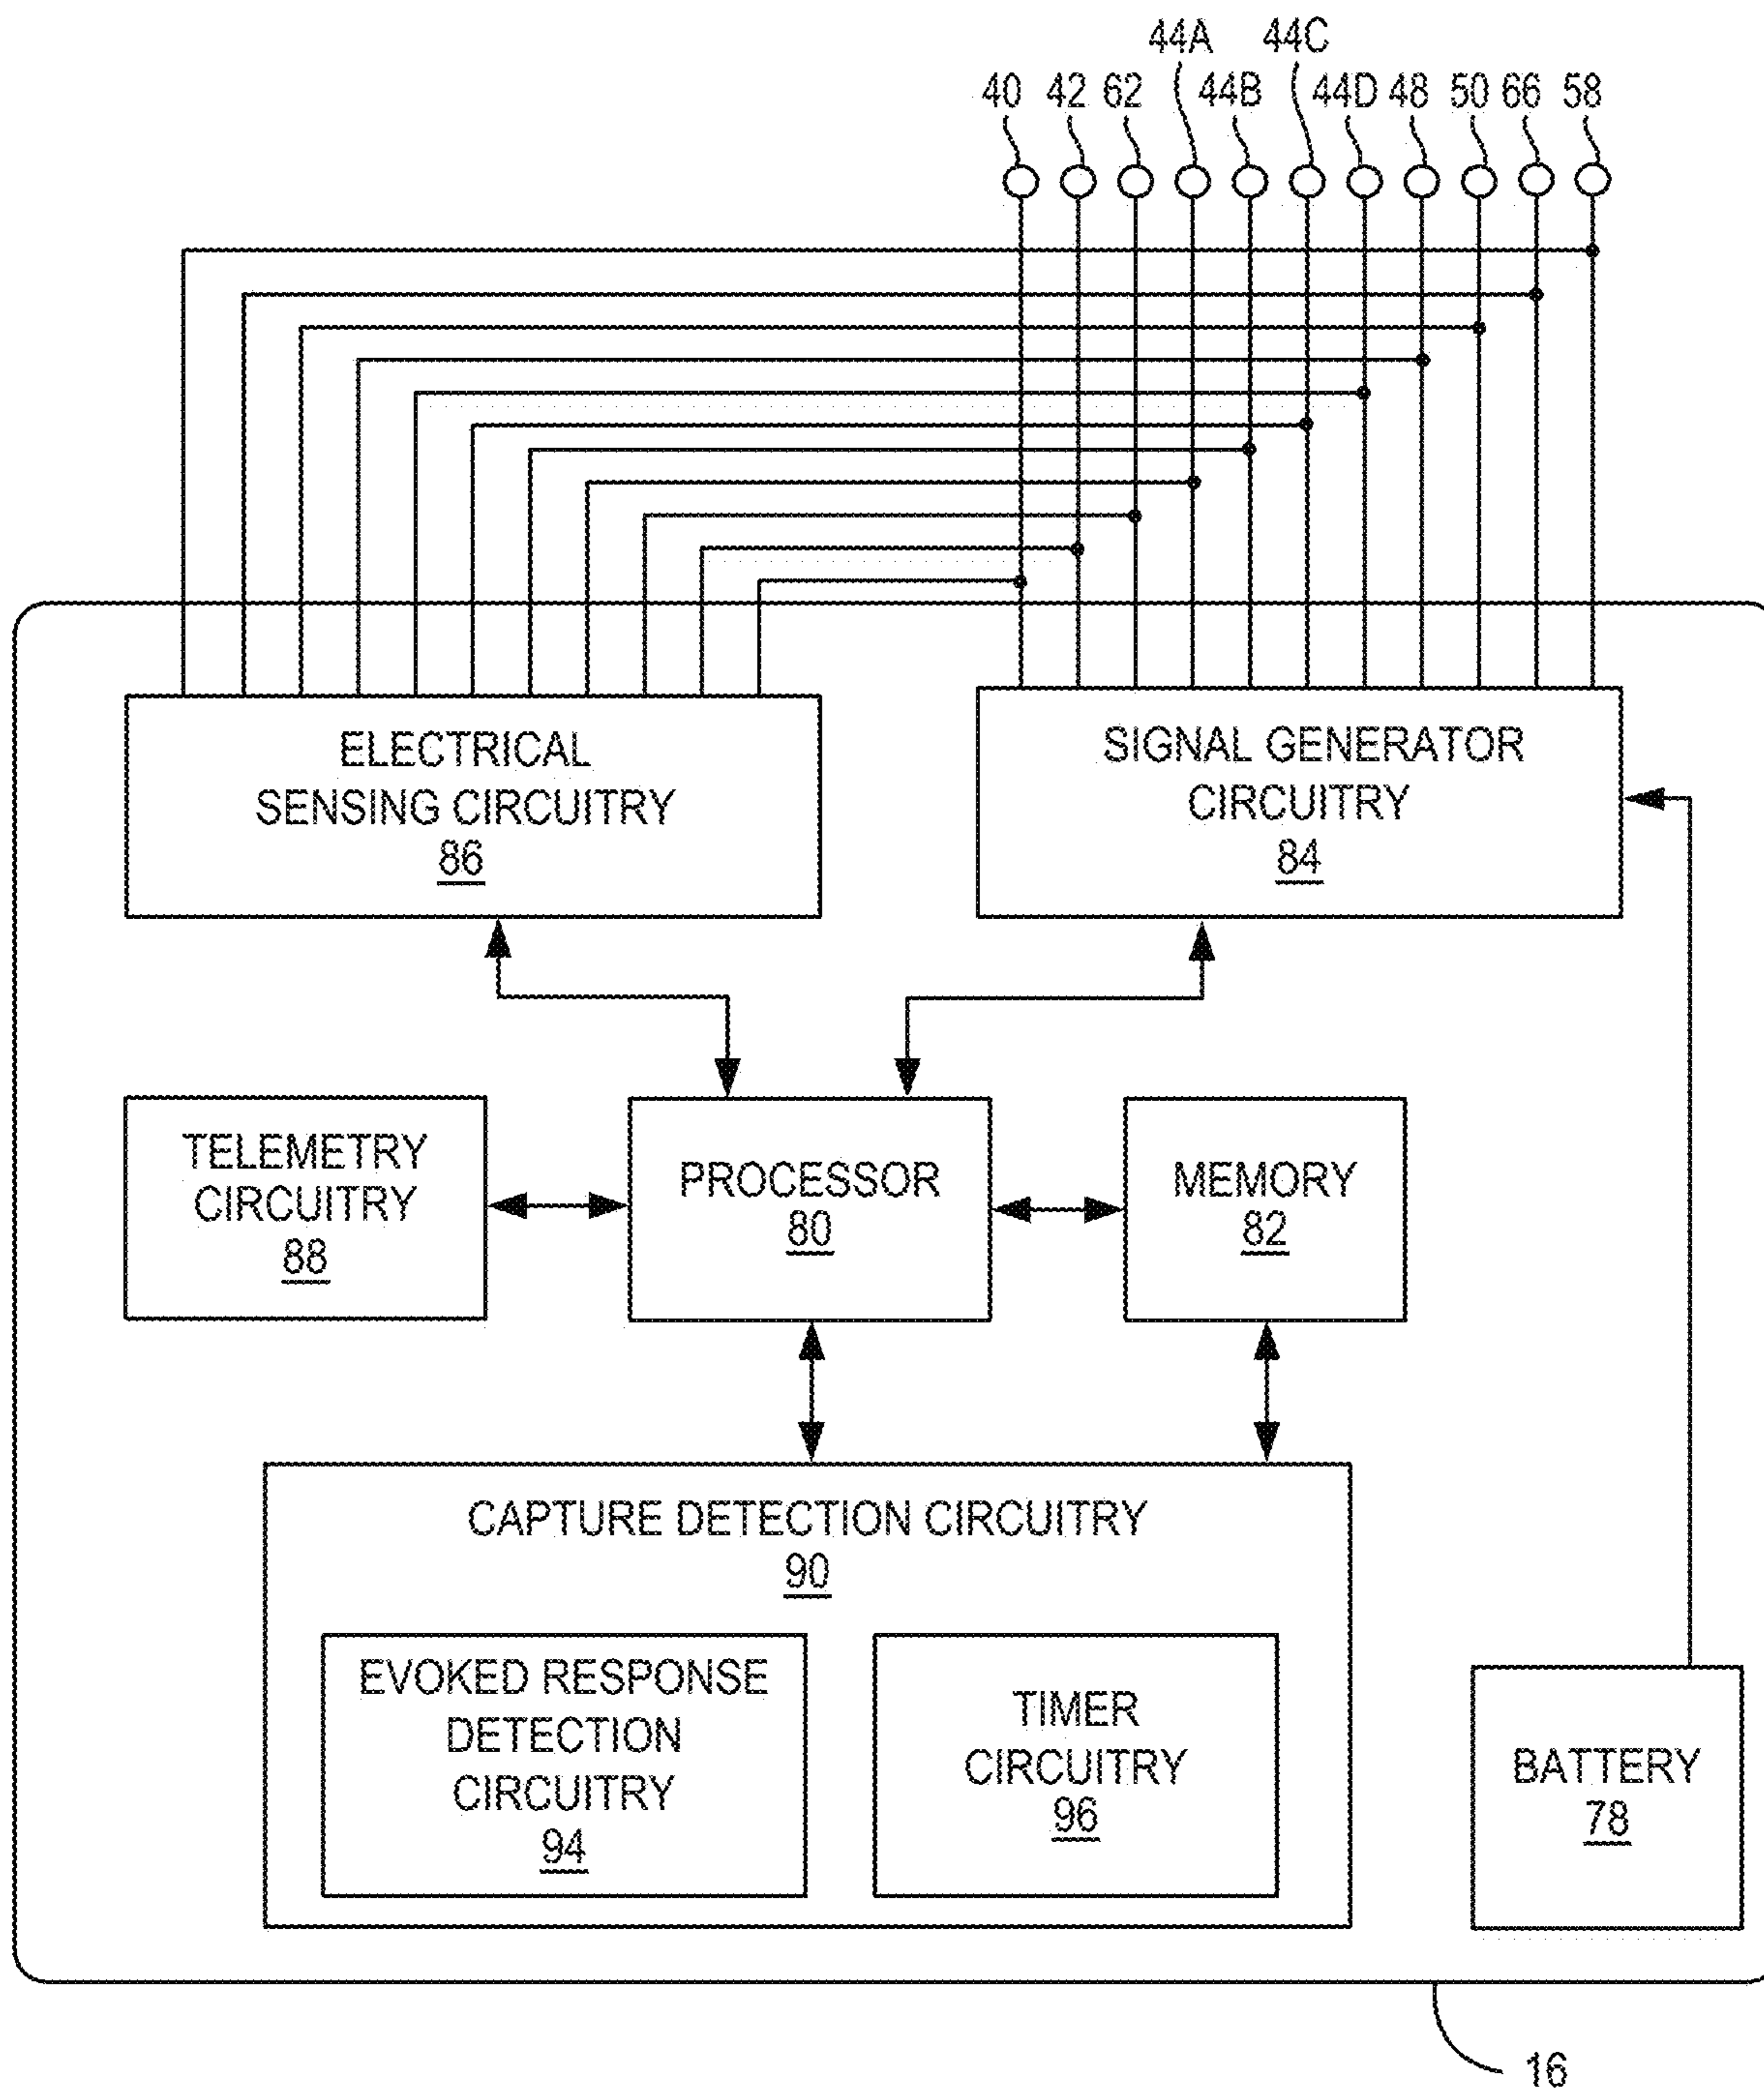 44A 44C
40 42 62 44B 44D 48 50 66 58
ELECTRICAL
SENSING CIRCUITRY
86
SIGNAL GENERATOR
CIRCUITRY
84
TELEMETRY
CIRCUITRY
88
PROCESSOR
80
MEMORY
82
CAPTURE DETECTION CIRCUITRY
90
EVOKED RESPONSE
DETECTION
CIRCUITRY
94
TIMER
CIRCUITRY
96
BATTERY
78
16